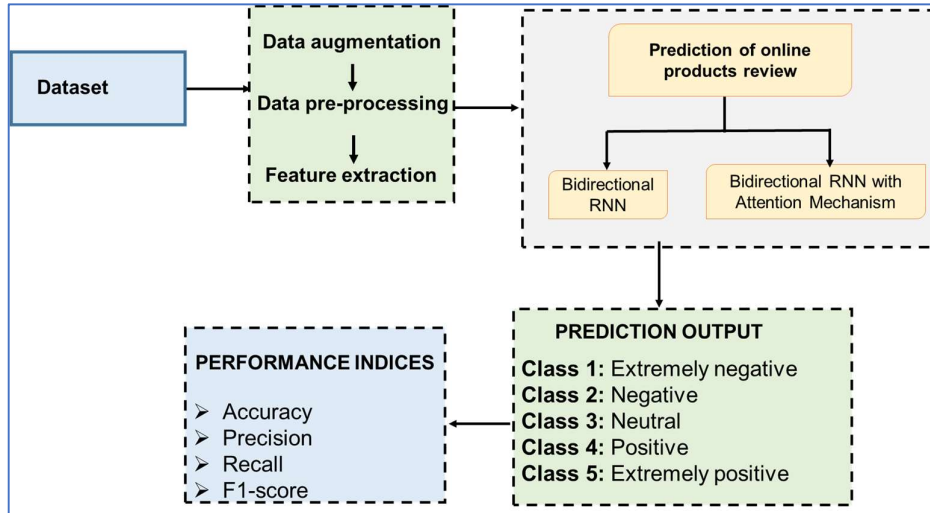 Dataset
Data augmentation
Data pre-processing
Feature extraction
Prediction of online
products review
Bidirectional
RNN
Bidirectional RNN with
Attention Mechanism
PREDICTION OUTPUT
Class 1: Extremely negative
Class 2: Negative
Class 3: Neutral
Class 4: Positive
Class 5: Extremely positive
PERFORMANCE INDICES
➢ Accuracy
➢ Precision
➢ Recall
➢ F1-score